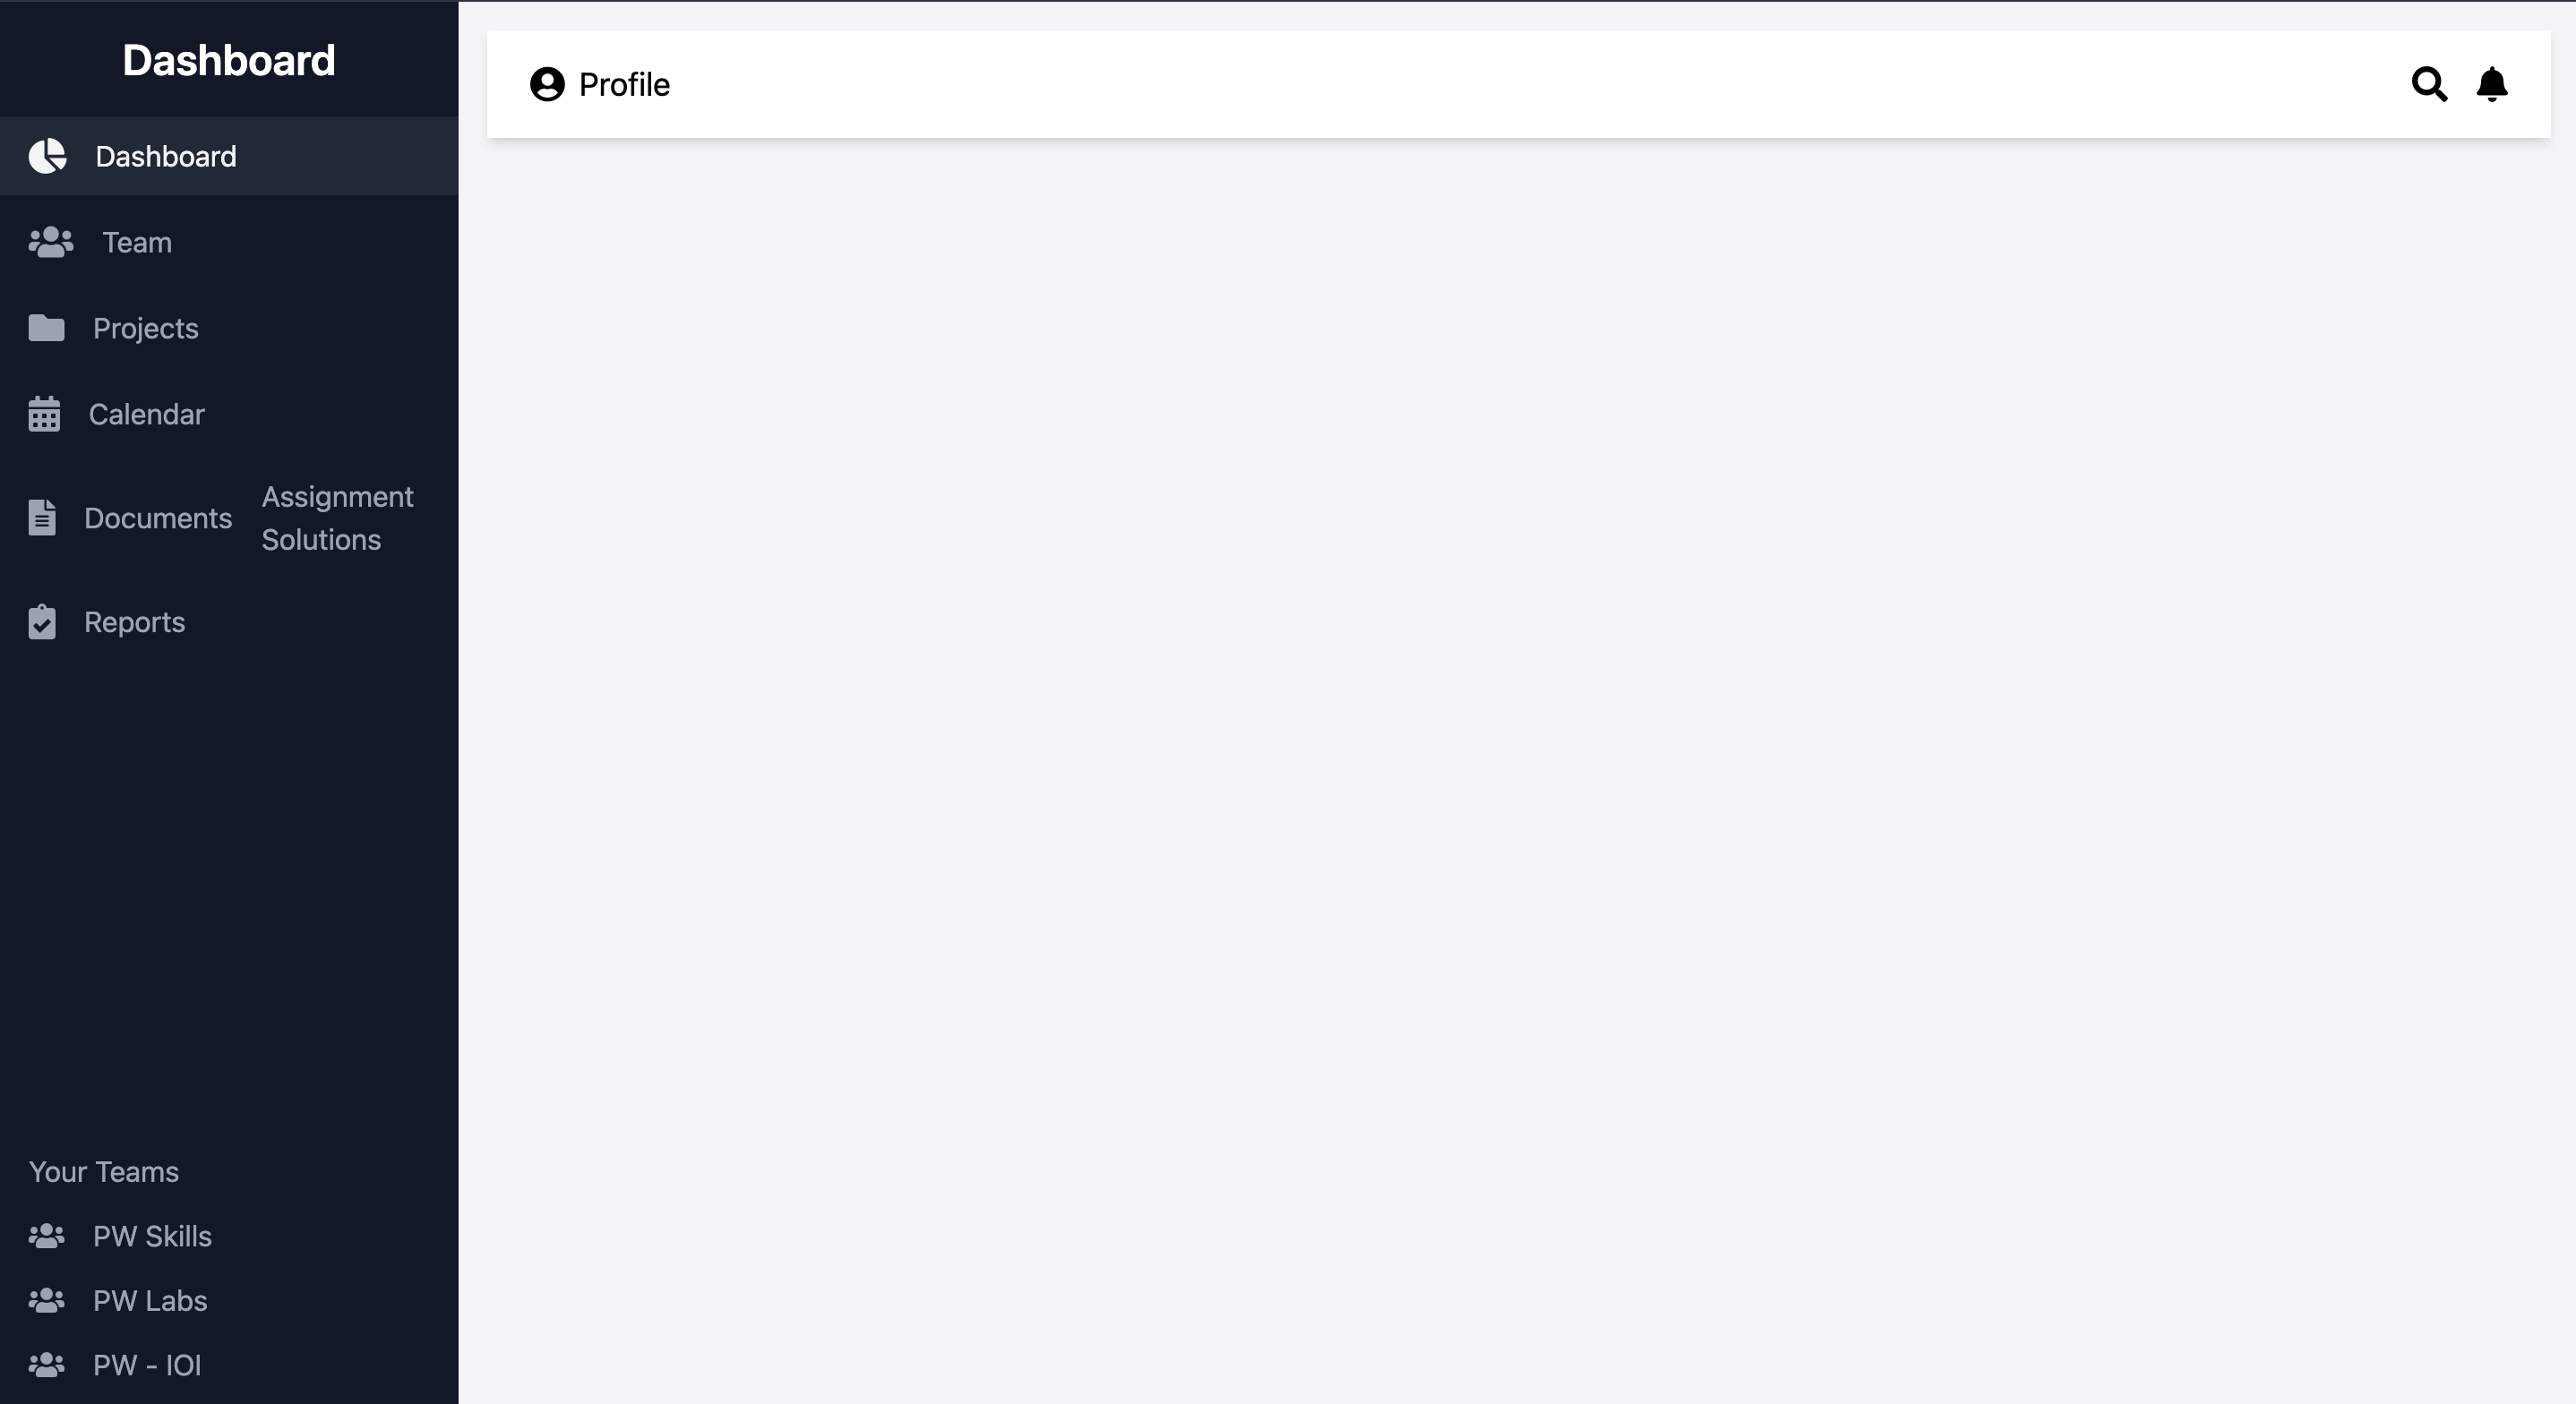 Dashboard
Profile
Dashboard
Team
Projects
Calendar
Documents
Assignment
Solutions
Reports
Your Teams
PW Skills
PW Labs
PW - IOI